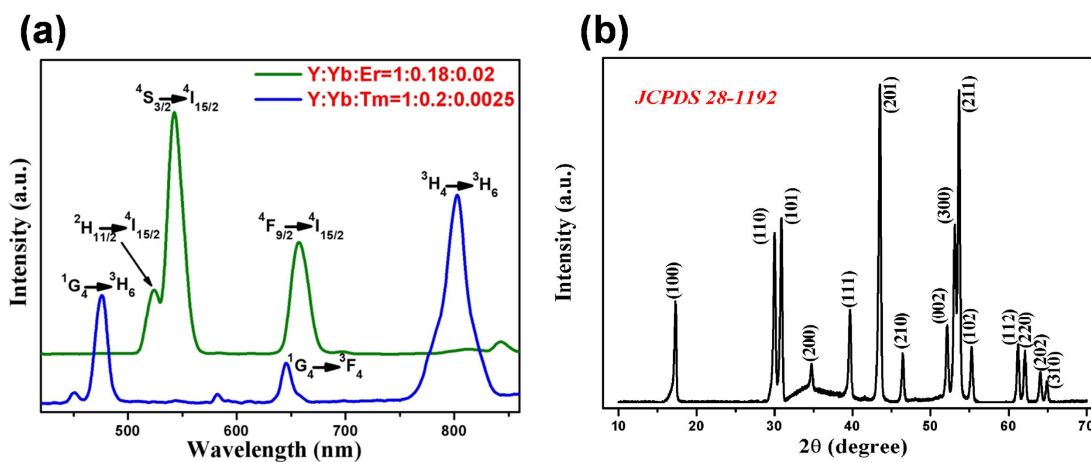 (a)
Y:Yb:Er=1:0.18:0.02
Y:Yb:Tm=1:0.2:0.0025
⁴S₃/₂→⁴I₁₅/₂
³H₄→³H₆
²H₁₁/₂→⁴I₁₅/₂
⁴F₉/₂→⁴I₁₅/₂
¹G₄→³H₆
¹G₄→³F₄
Intensity (a.u.)
500
600
700
800
Wavelength (nm)
(b)
JCPDS 28-1192
(100)
(110)
(101)
(200)
(111)
(201)
(210)
(002)
(300)
(211)
(102)
(112)
(220)
(202)
(310)
Intensity (a.u.)
10
20
30
40
50
60
70
2θ (degree)